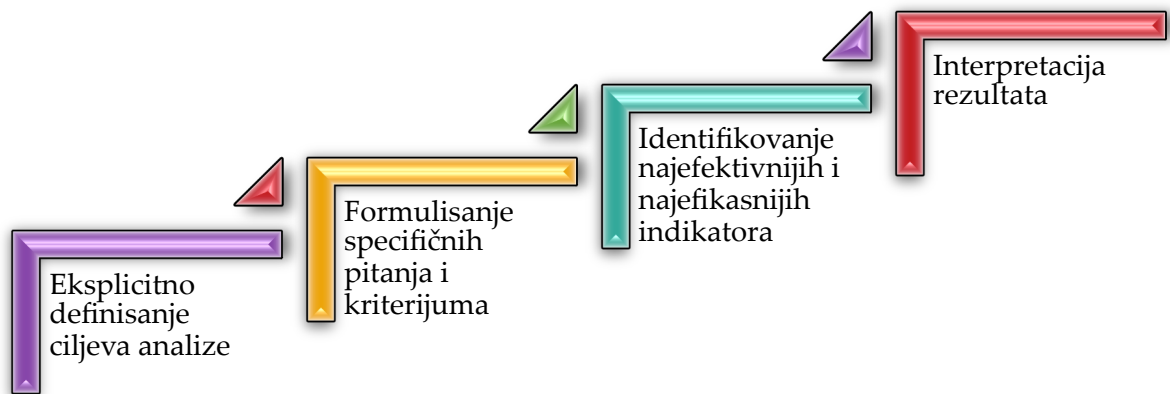 Eksplicitno
definisanje
ciljeva analize
Formulisanje
specifičnih
pitanja i
kriterijuma
Identifikovanje
najefektivnijih i
najefikasnijih
indikatora
Interpretacija
rezultata